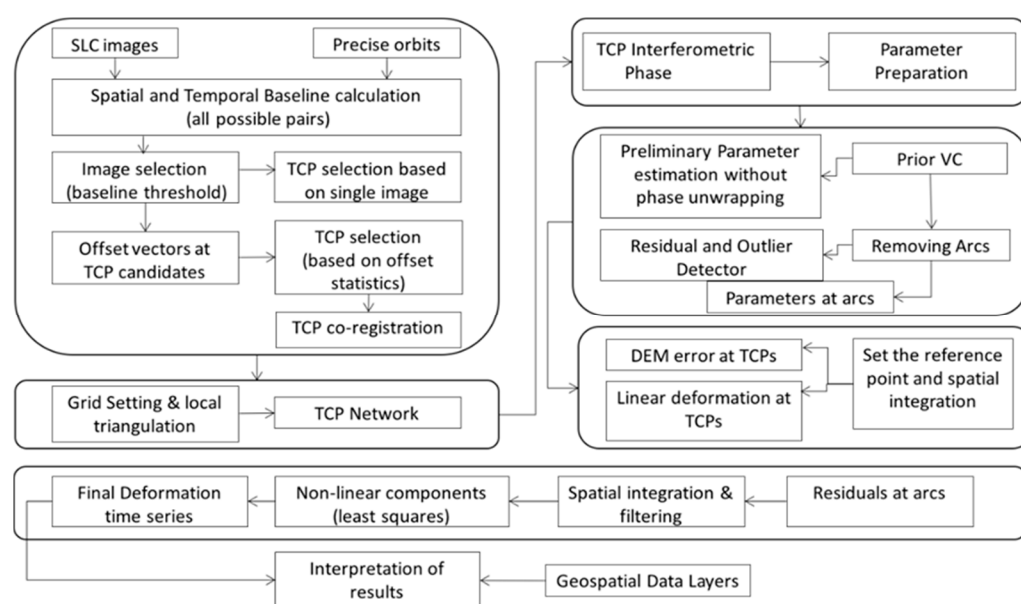 SLC images
Precise orbits
Spatial and Temporal Baseline calculation
(all possible pairs)
Image selection
(baseline threshold)
TCP selection based
on single image
Offset vectors at
TCP candidates
TCP selection
(based on offset
statistics)
TCP co-registration
Grid Setting & local
triangulation
TCP Network
TCP Interferometric
Phase
Parameter
Preparation
Preliminary Parameter
estimation without
phase unwrapping
Prior VC
Residual and Outlier
Detector
Removing Arcs
Parameters at arcs
DEM error at TCPs
Linear deformation at
TCPs
Set the reference
point and spatial
integration
Final Deformation
time series
Non-linear components
(least squares)
Spatial integration &
filtering
Residuals at arcs
Interpretation of
results
Geospatial Data Layers